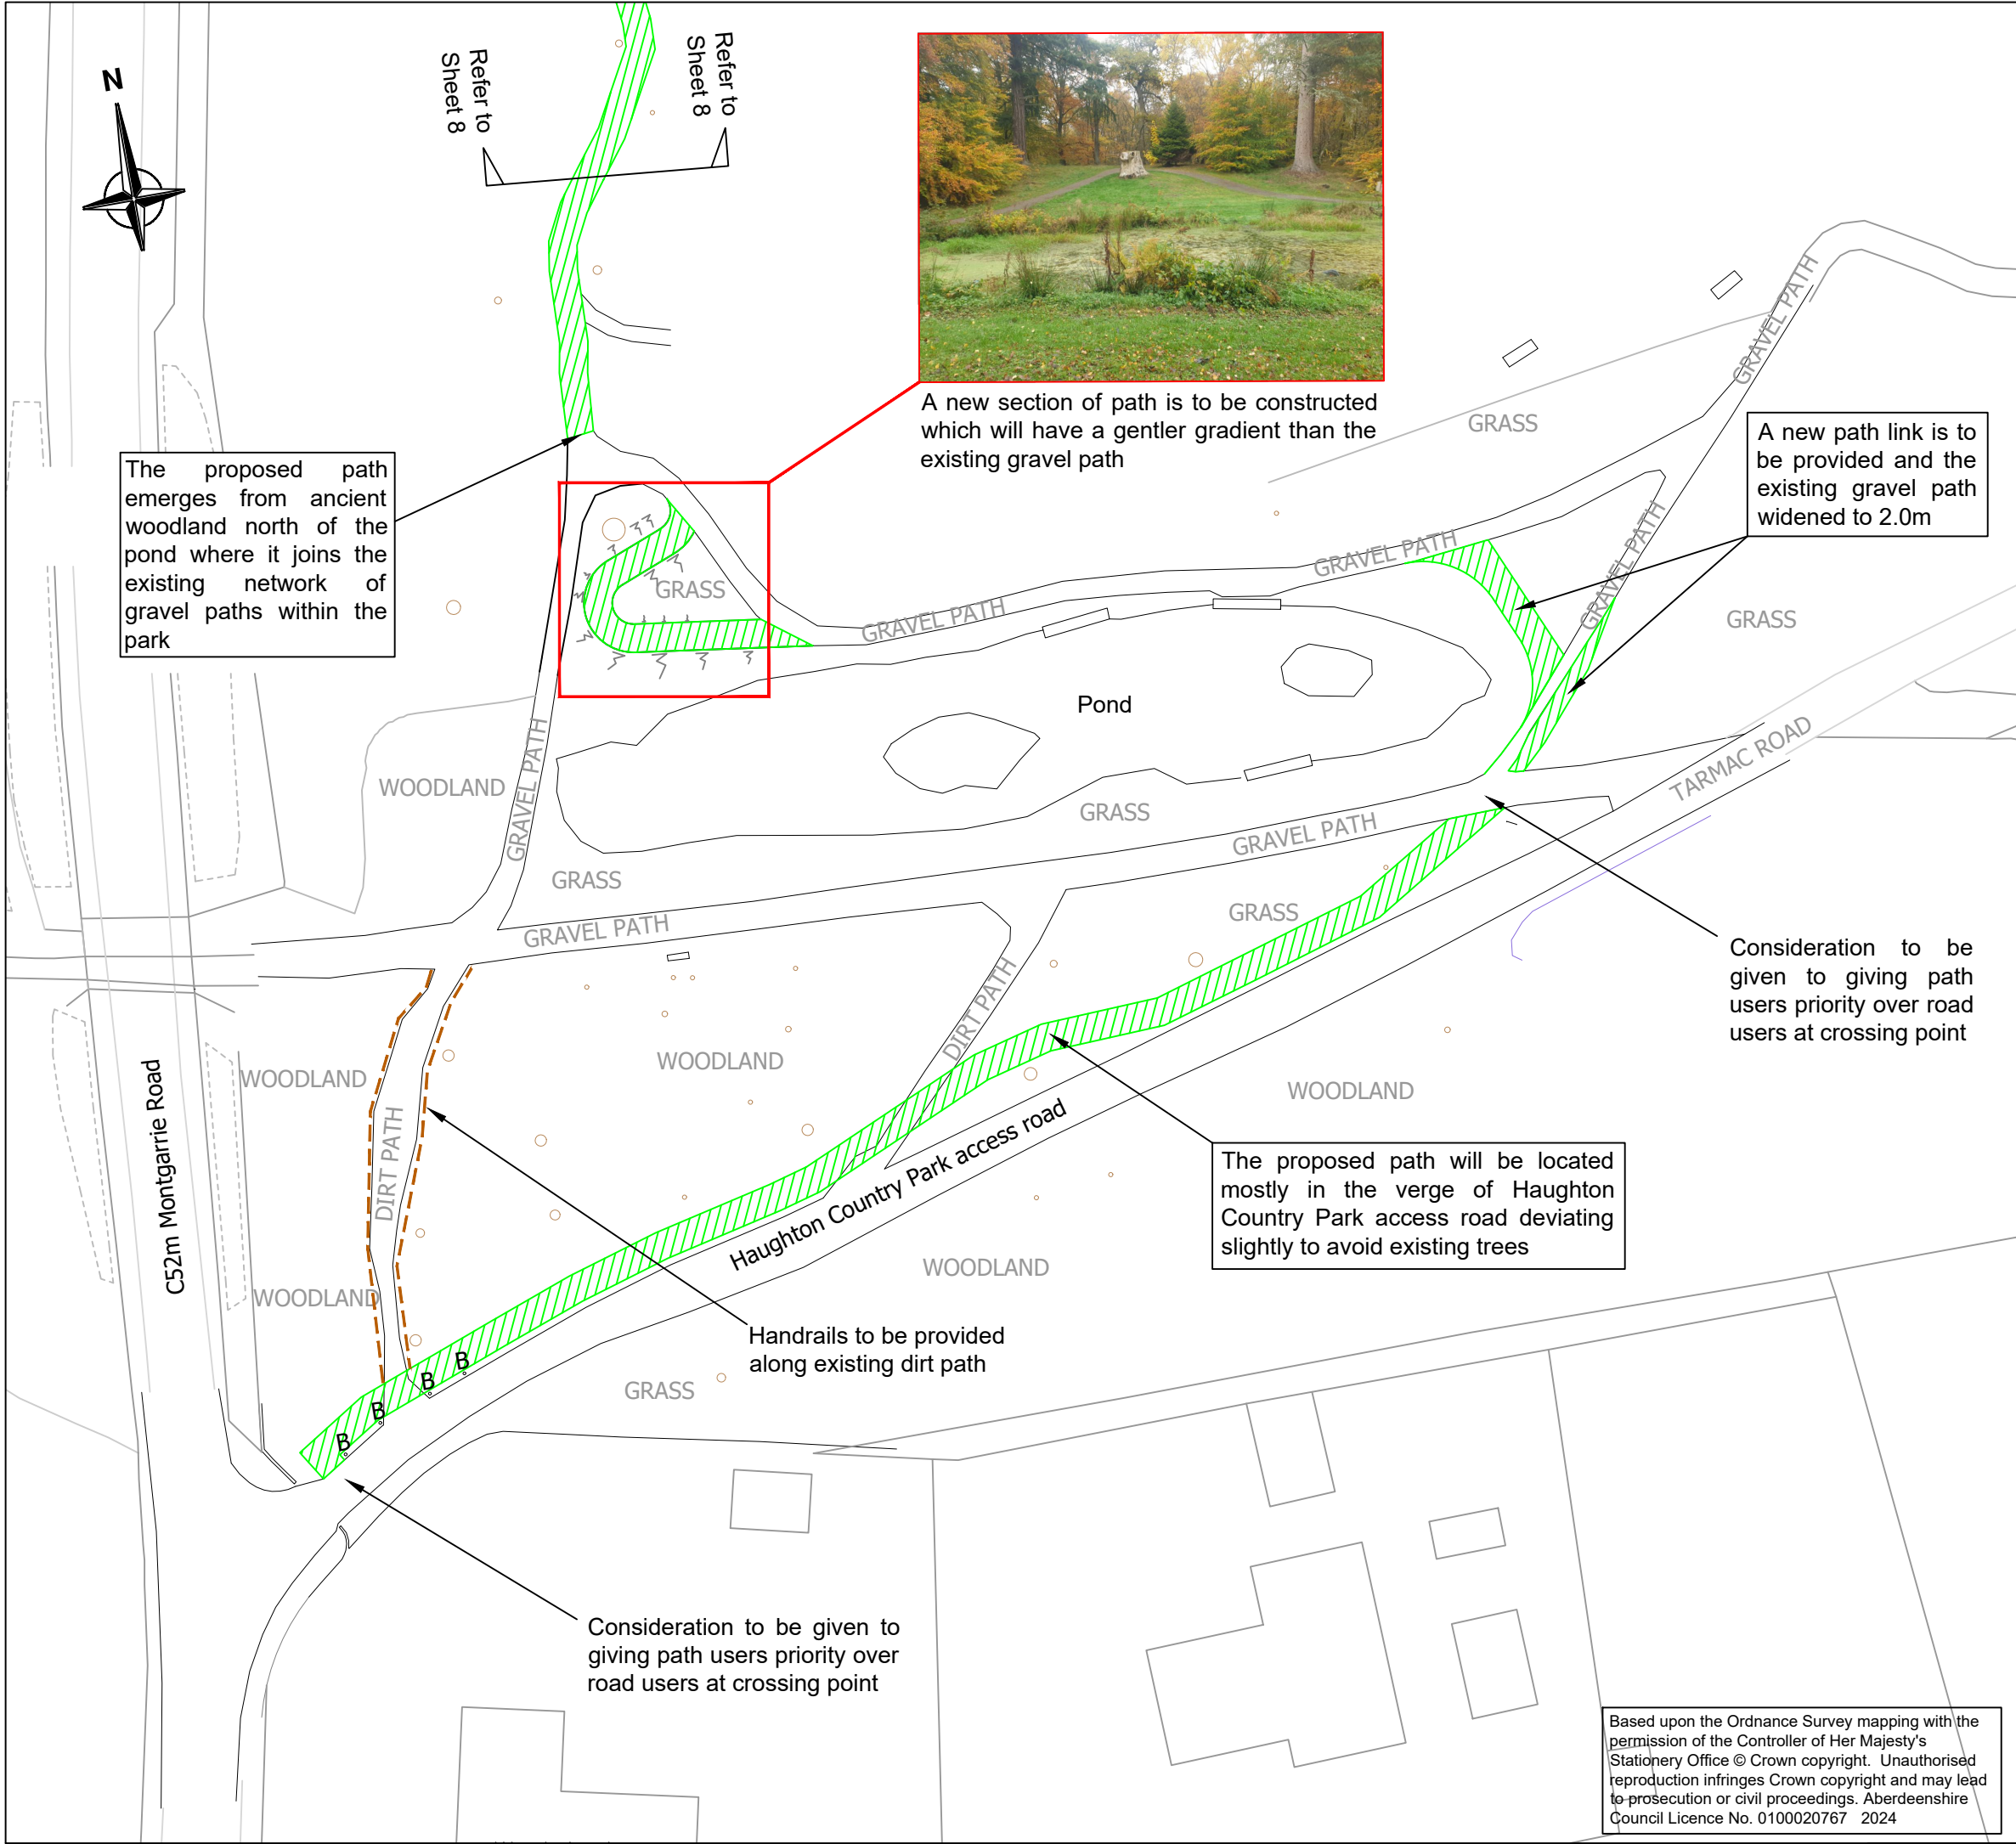 N
Refer to
Sheet 8
Refer to
Sheet 8
A new section of path is to be constructed
which will have a gentler gradient than the
existing gravel path
GRAVEL PATH
GRASS
A new path link is to
be provided and the
existing gravel path
widened to 2.0m
The proposed path
emerges from ancient
woodland north of the
pond where it joins the
existing network of
gravel paths within the
park
GRASS
GRAVEL PATH
GRAVEL PATH
GRAVEL PATH
GRASS
Pond
GRAVEL PATH
WOODLAND
TARMAC ROAD
GRASS
GRAVEL PATH
GRASS
GRAVEL PATH
GRASS
Consideration to be
given to giving path
users priority over road
users at crossing point
DIRT PATH
WOODLAND
WOODLAND
WOODLAND
C52m Montgarrie Road
DIRT PATH
Haughton Country Park access road
The proposed path will be located
mostly in the verge of Haughton
Country Park access road deviating
slightly to avoid existing trees
WOODLAND
WOODLAND
Handrails to be provided
along existing dirt path
GRASS
B
B
B
B
Consideration to be given to
giving path users priority over
road users at crossing point
Based upon the Ordnance Survey mapping with the
permission of the Controller of Her Majesty's
Stationery Office © Crown copyright. Unauthorised
reproduction infringes Crown copyright and may lead
to prosecution or civil proceedings. Aberdeenshire
Council Licence No. 0100020767 2024